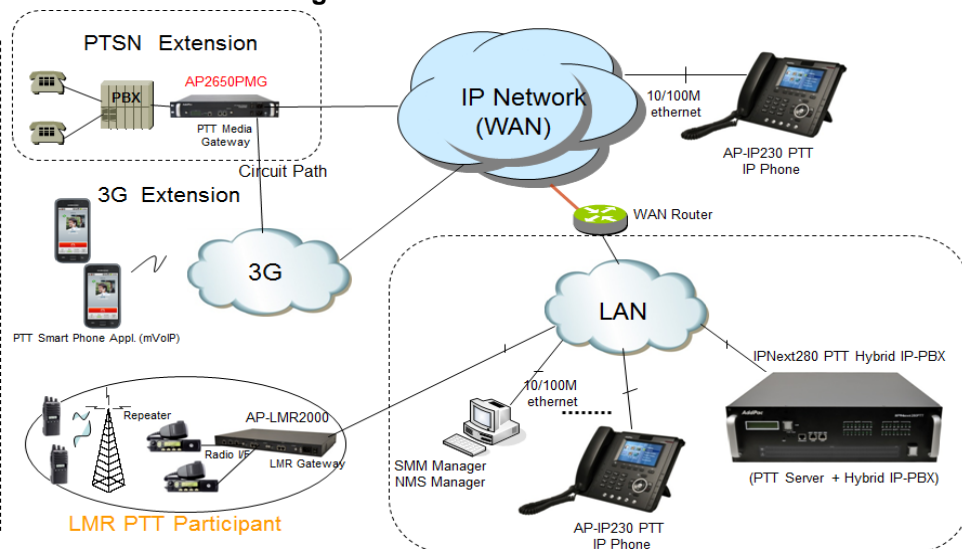 PTSN Extension
AP2650PMG
PBX
PTT Media
Gateway
Circuit Path
IP Network
(WAN)
10/100M
ethernet
AP-IP230 PTT
IP Phone
3G Extension
3G
PTT Smart Phone Appl.(mVoIP)
WAN Router
LAN
IPNext280 PTT Hybrid IP-PBX
AddPac
(PTT Server + Hybrid IP-PBX)
10/100M
ethernet
SMM Manager
NMS Manager
AP-IP230 PTT
IP Phone
Repeater
AP-LMR2000
Radio I/F
LMR Gateway
LMR PTT Participant